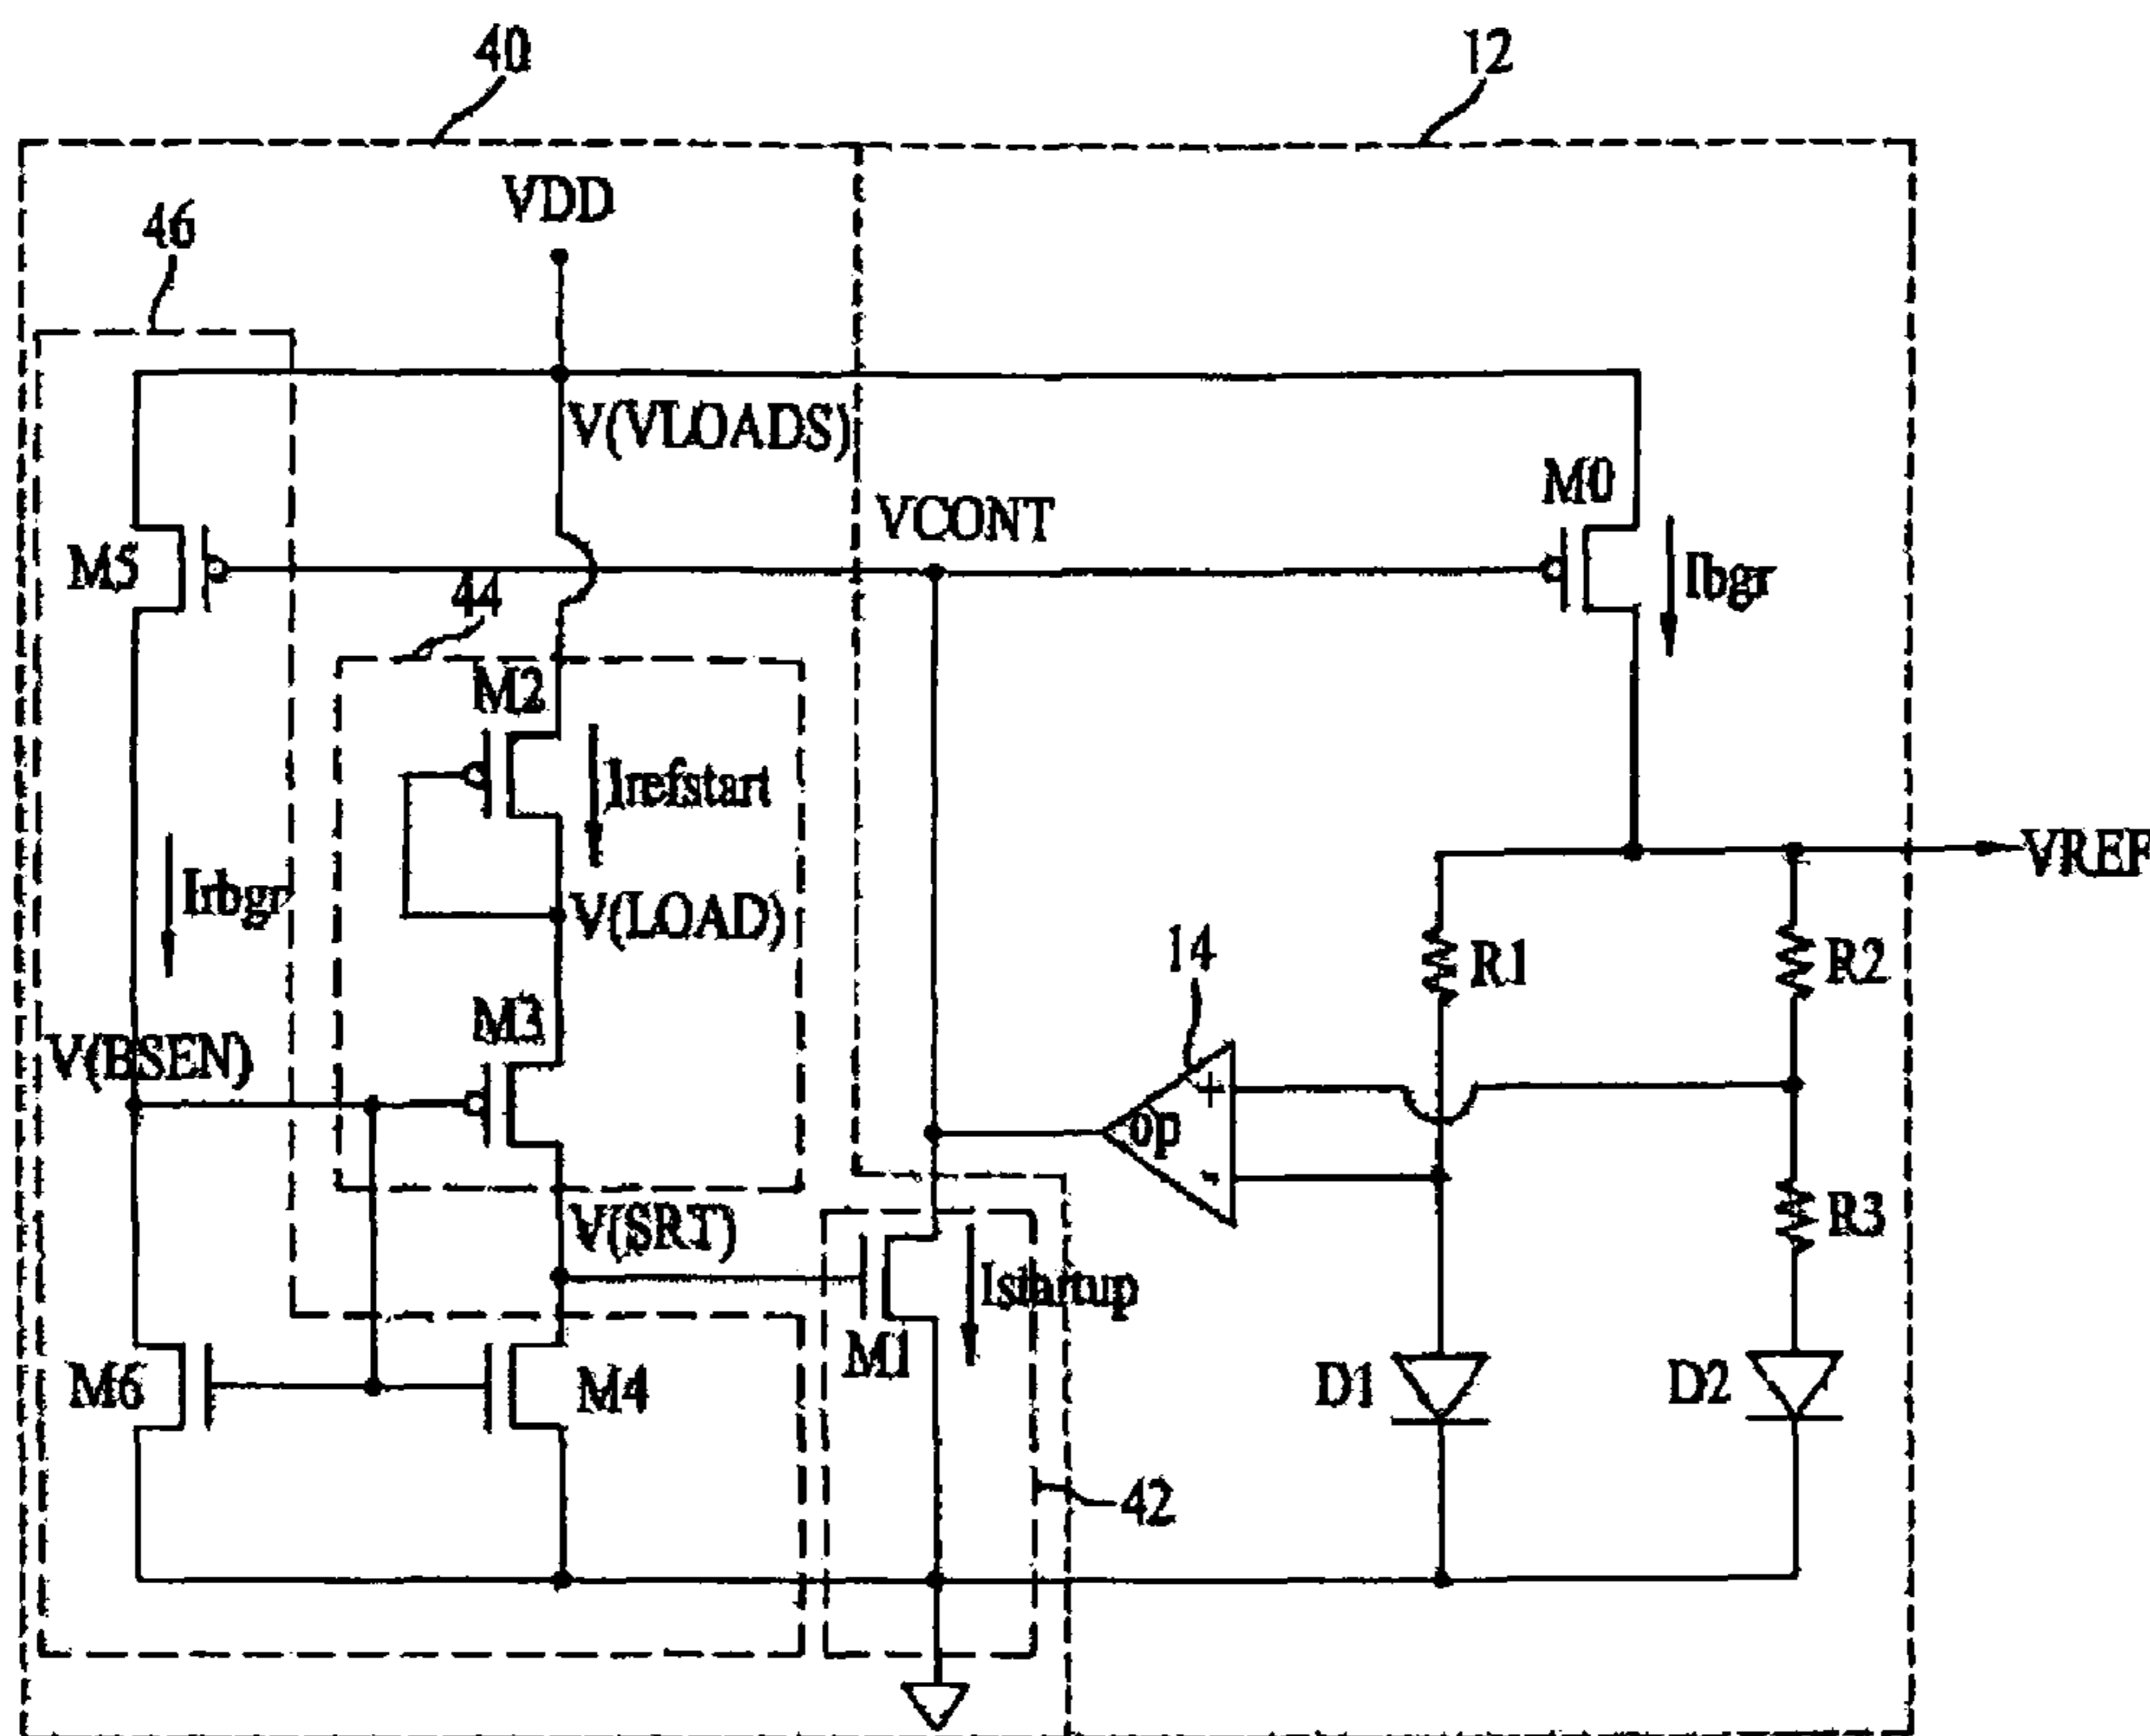 40
12
VDD
46
V(VLOADS)
M0
VCONT
M5
Ibgr
44
M2
Irefstart
VREF
Irbgr
V(LOAD)
14
R1
R2
M3
V(BSEN)
+
op
-
V(SRT)
R3
Istartup
M1
M6
M4
D1
D2
42